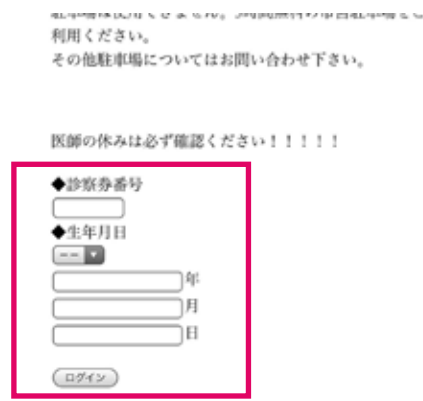 利用ください。
その他駐車場についてはお問い合わせ下さい。
医師の休みは必ず確認ください！！！！！
◆診察券番号
◆生年月日
--
年
月
日
ログイン